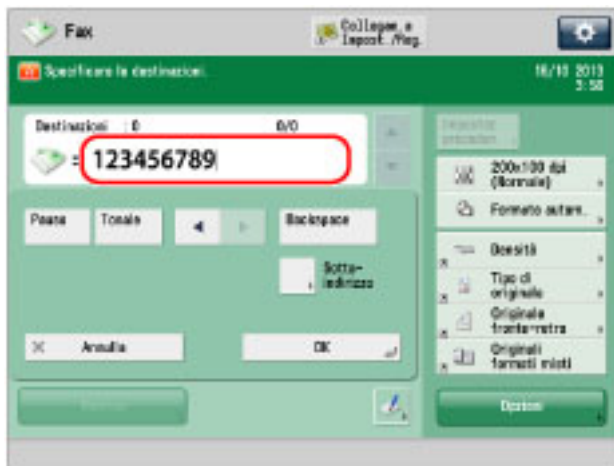 Fax
Collegam. a
Impost./Reg.
Specificare le destinazioni.
16/10 2013
3:56
Destinazioni :0 0/0
=123456789
Pausa
Tonale
Backspace
Sotto-
indirizzo
Annulla
OK
200x100 dpi
(Normale)
Formato autom.
Densità
Tipo di
originale
Originale
fronte-retro
Originali
formati misti
Opzioni